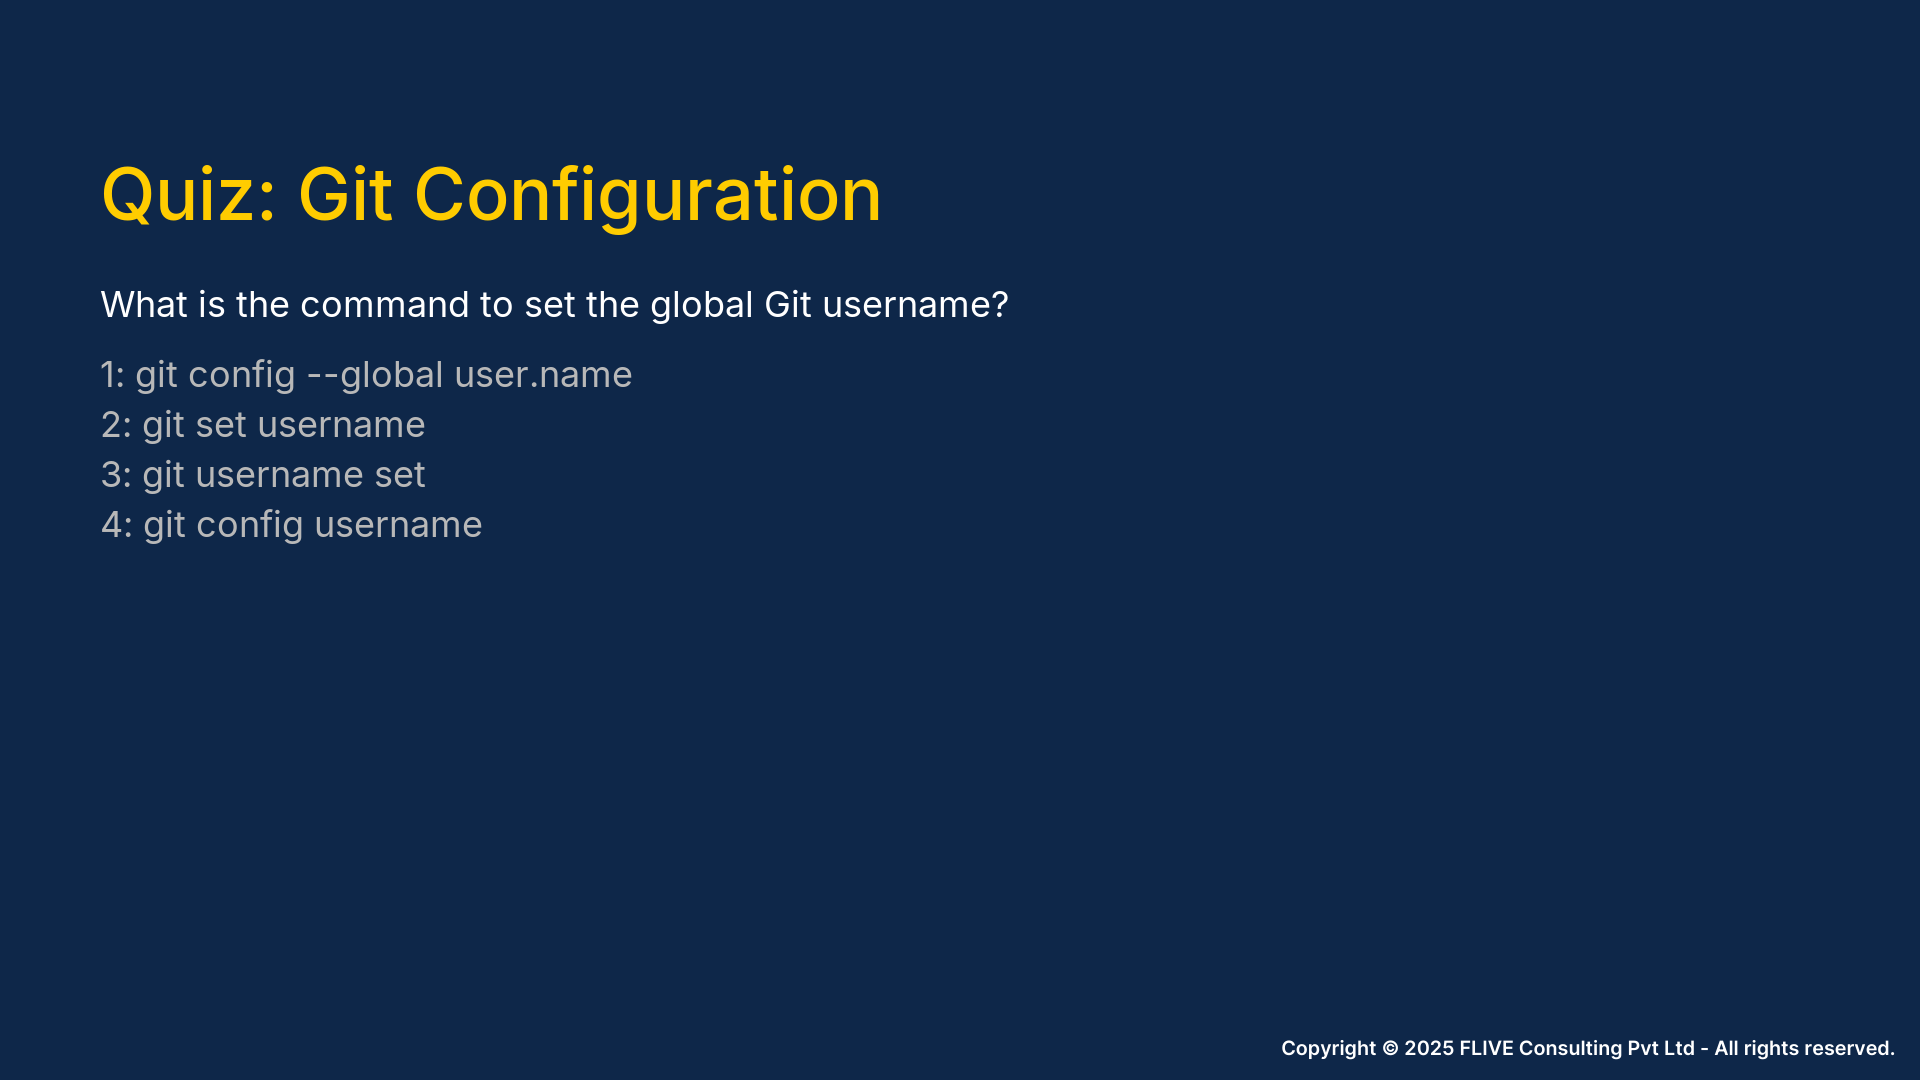 Quiz: Git Configuration
What is the command to set the global Git username?
1: git config --global user.name
2: git set username
3: git username set
4: git config username
Copyright © 2025 FLIVE Consulting Pvt Ltd - All rights reserved.